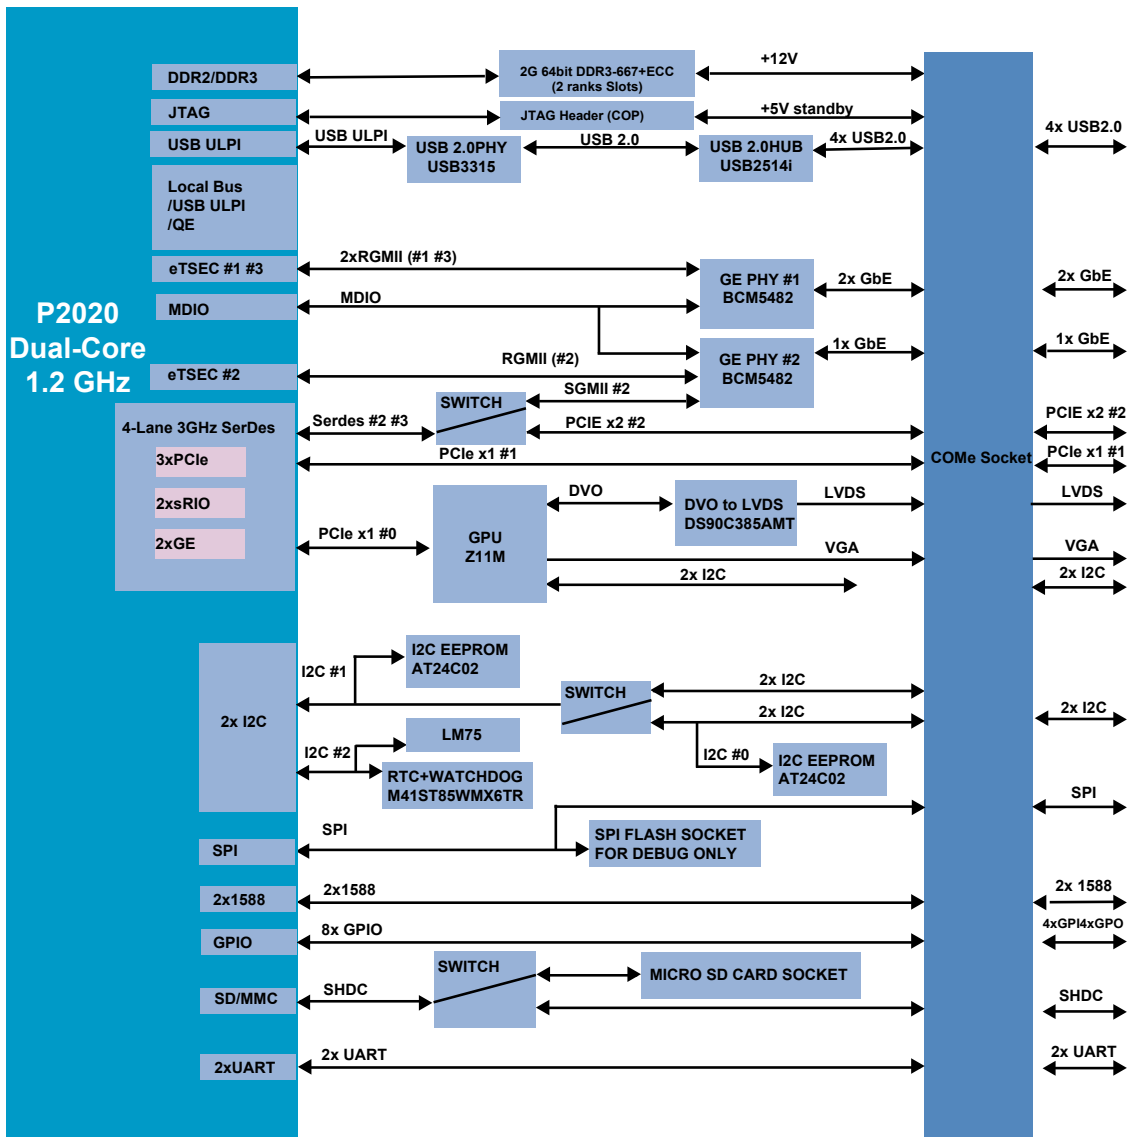 P2020
Dual-Core
1.2 GHz
DDR2/DDR3
2G 64bit DDR3-667+ECC
(2 ranks Slots)
+12V
JTAG
JTAG Header (COP)
+5V standby
USB ULPI
USB ULPI
USB 2.0PHY
USB3315
USB 2.0
USB 2.0HUB
USB2514i
4x USB2.0
4x USB2.0
Local Bus
/USB ULPI
/QE
eTSEC #1 #3
2xRGMII (#1 #3)
GE PHY #1
BCM5482
2x GbE
2x GbE
MDIO
MDIO
1x GbE
1x GbE
GE PHY #2
BCM5482
eTSEC #2
RGMII (#2)
SGMII #2
SWITCH
4-Lane 3GHz SerDes
Serdes #2 #3
PCIE x2 #2
PCIE x2 #2
3xPCIe
PCIe x1 #1
COMe Socket
PCIe x1 #1
2xsRIO
2xGE
PCIe x1 #0
GPU
Z11M
DVO
DVO to LVDS
DS90C385AMT
LVDS
LVDS
VGA
VGA
2x I2C
2x I2C
2x I2C
I2C #1
I2C EEPROM
AT24C02
SWITCH
2x I2C
2x I2C
2x I2C
I2C #2
LM75
RTC+WATCHDOG
M41ST85WMX6TR
I2C #0
I2C EEPROM
AT24C02
SPI
SPI
SPI
SPI FLASH SOCKET
FOR DEBUG ONLY
2x1588
2x1588
2x 1588
GPIO
8x GPIO
4xGPI4xGPO
SD/MMC
SHDC
SWITCH
MICRO SD CARD SOCKET
SHDC
2xUART
2x UART
2x UART